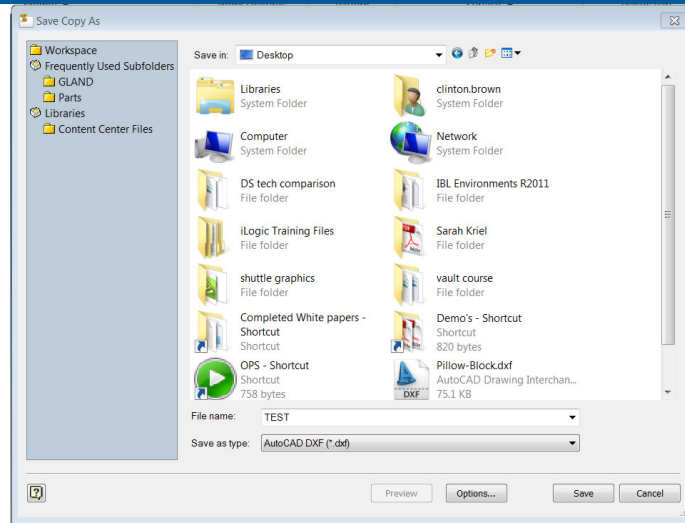 Save Copy As
Workspace
Frequently Used Subfolders
GLAND
Parts
Libraries
Content Center Files
Save in:
Desktop
Libraries
System Folder
clinton.brown
System Folder
Computer
System Folder
Network
System Folder
DS tech comparison
File folder
IBL Environments R2011
File folder
iLogic Training Files
File folder
Sarah Kriel
File folder
shuttle graphics
File folder
vault course
File folder
Completed White papers -
Shortcut
Shortcut
Demo's - Shortcut
Shortcut
820 bytes
OPS - Shortcut
Shortcut
758 bytes
DXF
Pillow-Block.dxf
AutoCAD Drawing Interchan...
75.1 KB
File name:
TEST
Save as type:
AutoCAD DXF (*.dxf)
?
Preview
Options...
Save
Cancel